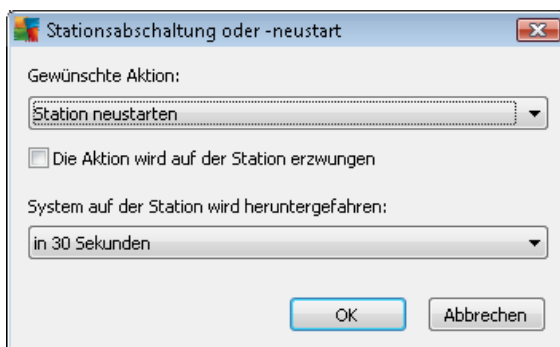 Stationsabschaltung oder -neustart
Gewünschte Aktion:
Station neustarten
Die Aktion wird auf der Station erzwungen
System auf der Station wird heruntergefahren:
in 30 Sekunden
OK
Abbrechen